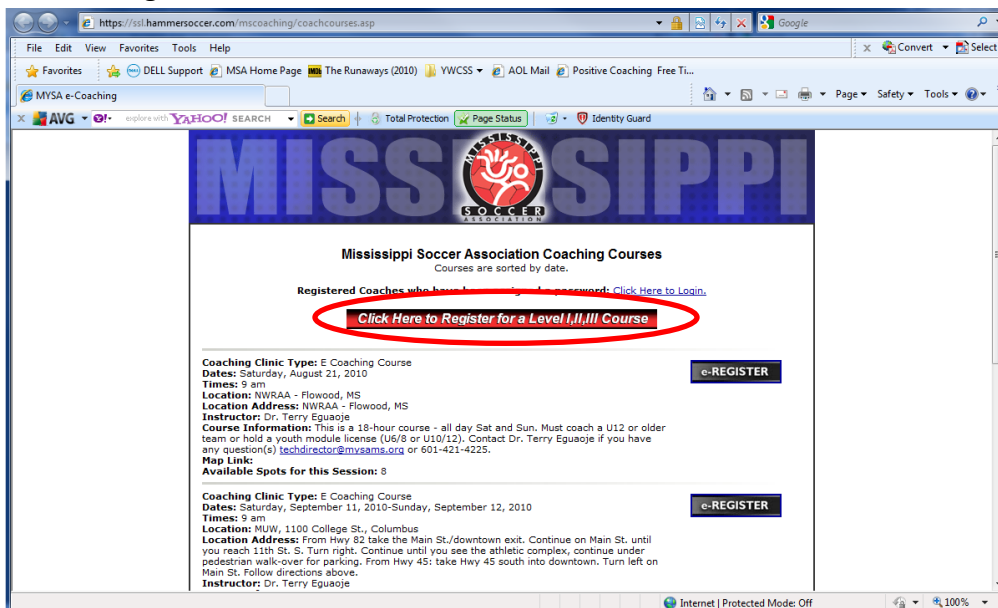 https://ssl.hammersoccer.com/mscoaching/coachcourses.asp
Google
File Edit View Favorites Tools Help
x Convert Select
Favorites DELL Support MSA Home Page The Runaways (2010) YWCSS AOL Mail Positive Coaching Free Ti...
MYSA e-Coaching
Page Safety Tools
x AVG explore with YAHOO! SEARCH Search Total Protection Page Status Identity Guard
MISSISSIPPI
SOCCER
ASSOCIATION
Mississippi Soccer Association Coaching Courses
Courses are sorted by date.
Registered Coaches who have been assigned a password: Click Here to Login.
Click Here to Register for a Level I,II,III Course
Coaching Clinic Type: E Coaching Course
e-REGISTER
Dates: Saturday, August 21, 2010
Times: 9 am
Location: NWRAA - Flowood, MS
Location Address: NWRAA - Flowood, MS
Instructor: Dr. Terry Eguaoje
Course Information: This is a 18-hour course - all day Sat and Sun. Must coach a U12 or older
team or hold a youth module license (U6/8 or U10/12). Contact Dr. Terry Eguaoje if you have
any question(s) techdirector@mysams.org or 601-421-4225.
Map Link:
Available Spots for this Session: 8
Coaching Clinic Type: E Coaching Course
e-REGISTER
Dates: Saturday, September 11, 2010-Sunday, September 12, 2010
Times: 9 am
Location: MUW, 1100 College St., Columbus
Location Address: From Hwy 82 take the Main St./downtown exit. Continue on Main St. until
you reach 11th St. S. Turn right. Continue until you see the athletic complex, continue under
pedestrian walk-over for parking. From Hwy 45: take Hwy 45 south into downtown. Turn left on
Main St. Follow directions above.
Instructor: Dr. Terry Eguaoje
Internet | Protected Mode: Off
100%